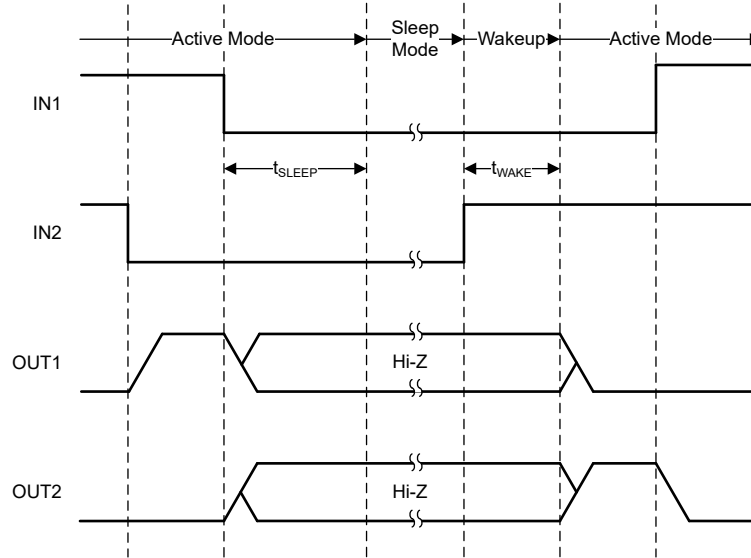 Active Mode
Sleep
Mode
Wakeup
Active Mode
IN1
tSLEEP
tWAKE
IN2
OUT1
Hi-Z
OUT2
Hi-Z